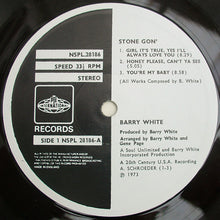 NSPL.28186
SPEED 33⅓ RPM
STEREO
RECORDS
SIDE 1 NSPL 28186-A
STONE GON'
1. GIRL IT'S TRUE, YES I'LL
ALWAYS LOVE YOU (8.38)
2. HONEY PLEASE, CAN'T YA SEE
(5.05)
3. YOU'RE MY BABY (8.58)
(All Works Composed by B. White)
BARRY WHITE
Produced by Barry White
Arranged by Barry White and
Gene Page
A Soul Unlimited and Barry White
Incorporated Production
A 20th Century U.S.A. Recording
A. SCHROEDER (1-3)
℗ 1973